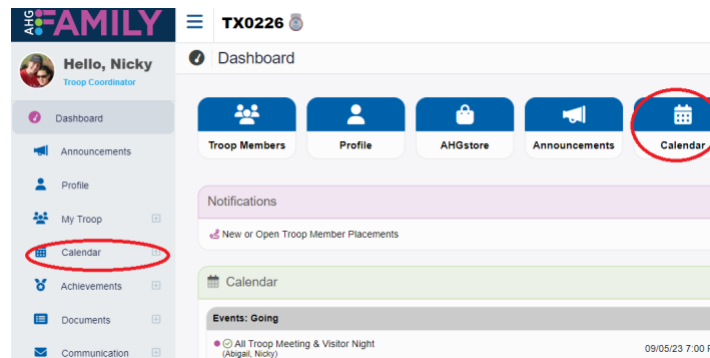 AHG FAMILY
TX0226
Hello, Nicky
Troop Coordinator
Dashboard
Announcements
Profile
My Troop
Calendar
Achievements
Documents
Communication
Dashboard
Troop Members
Profile
AHGstore
Announcements
Calendar
Notifications
New or Open Troop Member Placements
Calendar
Events: Going
All Troop Meeting & Visitor Night
(Abigail, Nicky)
09/05/23 7:00